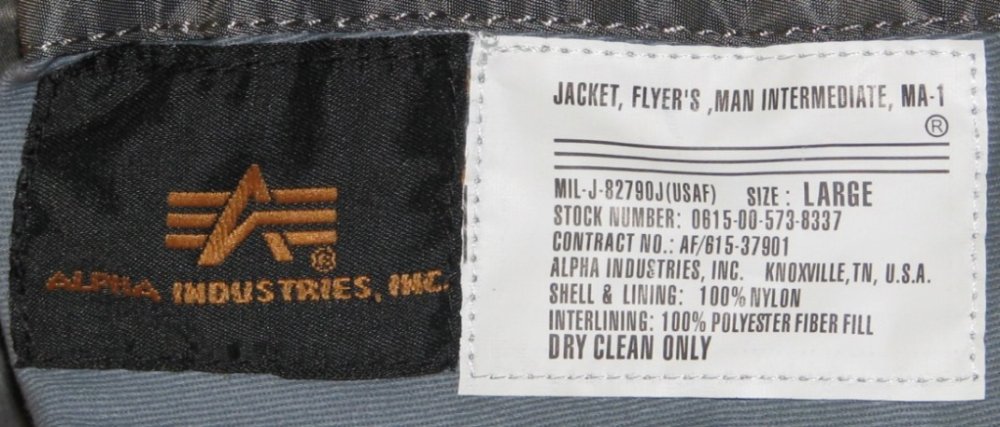 ALPHA INDUSTRIES, INC.
®
JACKET, FLYER'S ,MAN INTERMEDIATE, MA-1
®
MIL-J-82790J(USAF) SIZE : LARGE
STOCK NUMBER: 0615-00-573-8337
CONTRACT NO.: AF/615-37901
ALPHA INDUSTRIES, INC. KNOXVILLE,TN, U.S.A.
SHELL & LINING: 100% NYLON
INTERLINING: 100% POLYESTER FIBER FILL
DRY CLEAN ONLY